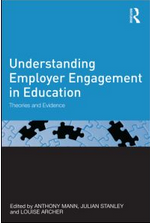 R
Understanding
Employer Engagement
in Education
Theories and Evidence
Edited by ANTHONY MANN, JULIAN STANLEY
and LOUISE ARCHER